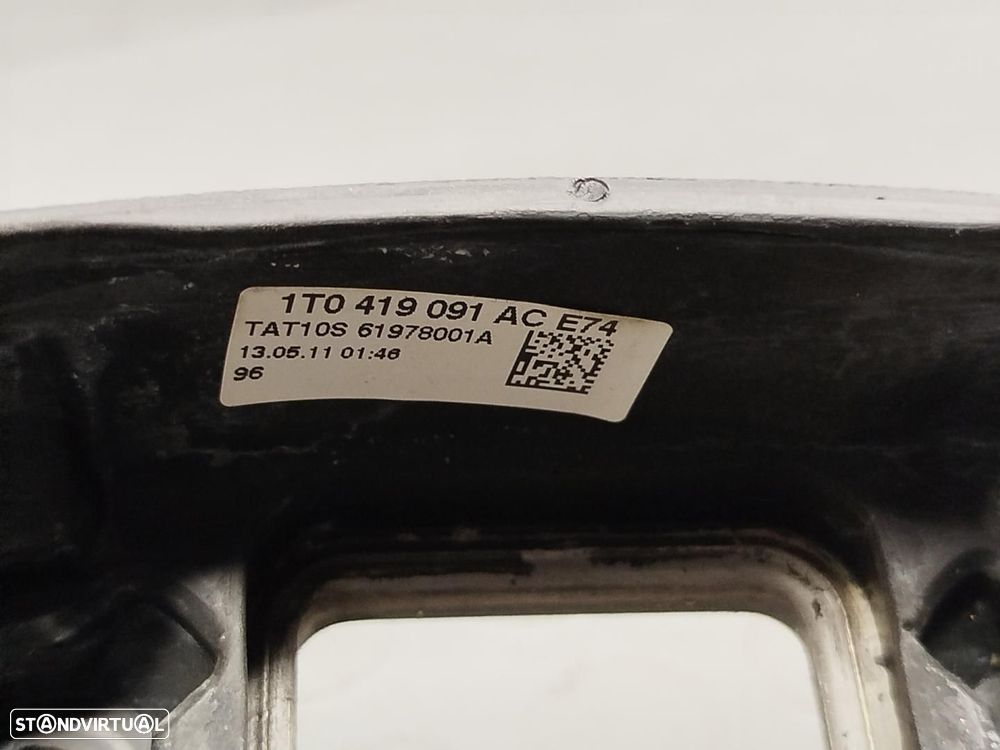 1T0 419 091 AC E74
TAT10S 61978001A
13.05.11 01:46
96
STANDVIRTUAL